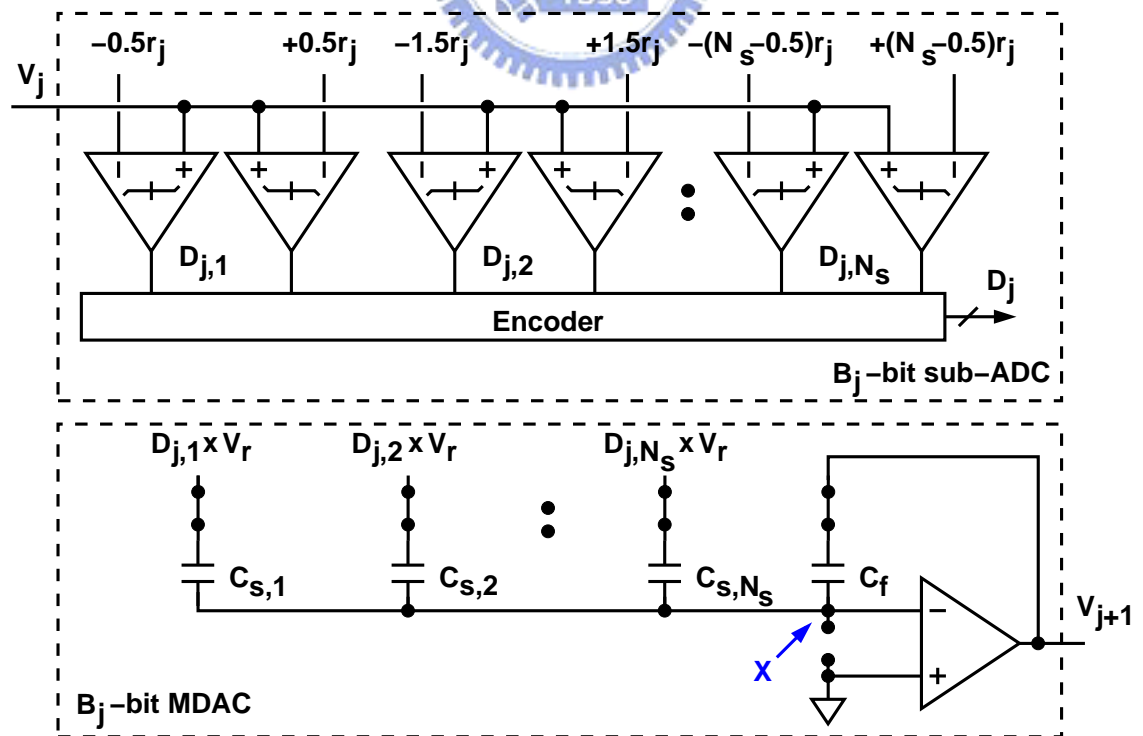 1996
−0.5rj +0.5rj −1.5rj +1.5rj −(Ns−0.5)rj +(Ns−0.5)rj
Vj
− + + − − + + − − + + −
Dj,1 Dj,2 Dj,Ns
Dj
Encoder
Bj−bit sub−ADC
Dj,1 x Vr Dj,2 x Vr Dj,Ns x Vr
Cs,1 Cs,2 Cs,Ns Cf
−
Vj+1
X
+
Bj−bit MDAC